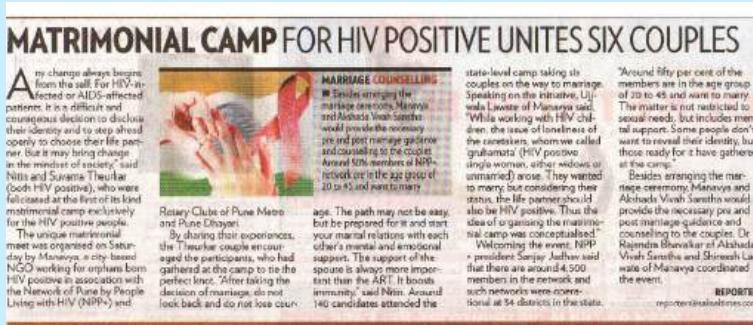 MATRIMONIAL CAMP FOR HIV POSITIVE UNITES SIX COUPLES
Any change always begins
from the self. For HIV-in-
fected or AIDS-affected
patients, it is a difficult and
courageous decision to disclose
their identity and to step ahead
openly to choose their life part-
ner. But it may bring change
in the mindset of society," said
Nitin and Suvarna Theurkar
(both HIV positive), who were
felicitated at the first of its kind
matrimonial camp exclusively
for the HIV positive people.
The unique matrimonial
meet was organised on Satur-
day by Manavya, a city-based
NGO working for orphans born
HIV positive in association with
the Network of Pune by People
Living with HIV (NPP+) and
Rotary Clubs of Pune Metro
and Pune Dhayari.
By sharing their experiences,
the Theurkar couple encour-
aged the participants, who had
gathered at the camp to tie the
perfect knot. "After taking the
decision of marriage, do not
look back and do not lose cour-
MARRIAGE COUNSELLING
Besides arranging the
marriage ceremony, Manavya
and Akshada Vivah Sanstha
would provide the necessary
pre and post marriage guidance
and counselling to the couples
Around 50% members of NPP+
network are in the age group of
20 to 45 and want to marry
age. The path may not be easy,
but be prepared for it and start
your marital relations with each
other's mental and emotional
support. The support of the
spouse is always more impor-
tant than the ART. It boosts
immunity," said Nitin. Around
140 candidates attended the
state-level camp taking six
couples on the way to marriage.
Speaking on the initiative, Ujj-
wala Lawate of Manavya said,
"While working with HIV chil-
dren, the issue of loneliness of
the caretakers, whom we called
'gruhamata' (HIV positive
single woman, either widows or
unmarried) arose. They wanted
to marry, but considering their
status, the life partner should
also be HIV positive. Thus the
idea of organising the matrimo-
nial camp was conceptualised."
Welcoming the event, NPP
+ president Sanjay Jadhav said
that there are around 4,500
members in the network and
such networks were opera-
tional at 34 districts in the state.
"Around fifty per cent of the
members are in the age group
of 20 to 45 and want to marry.
The matter is not restricted to
sexual needs, but includes men
tal support. Some people don
want to reveal their identity, bu
those ready for it have gathere
at the camp.
Besides arranging the mar-
riage ceremony, Manavya and
Akshada Vivah Sanstha would
provide the necessary pre and
post marriage guidance and
counselling to the couples. Dr
Rajendra Bhavalkar of Akshada
Vivah Sanstha and Shireesh La
wate of Manavya coordinated
the event.
REPORTE
reporters@sakaaltimes.co